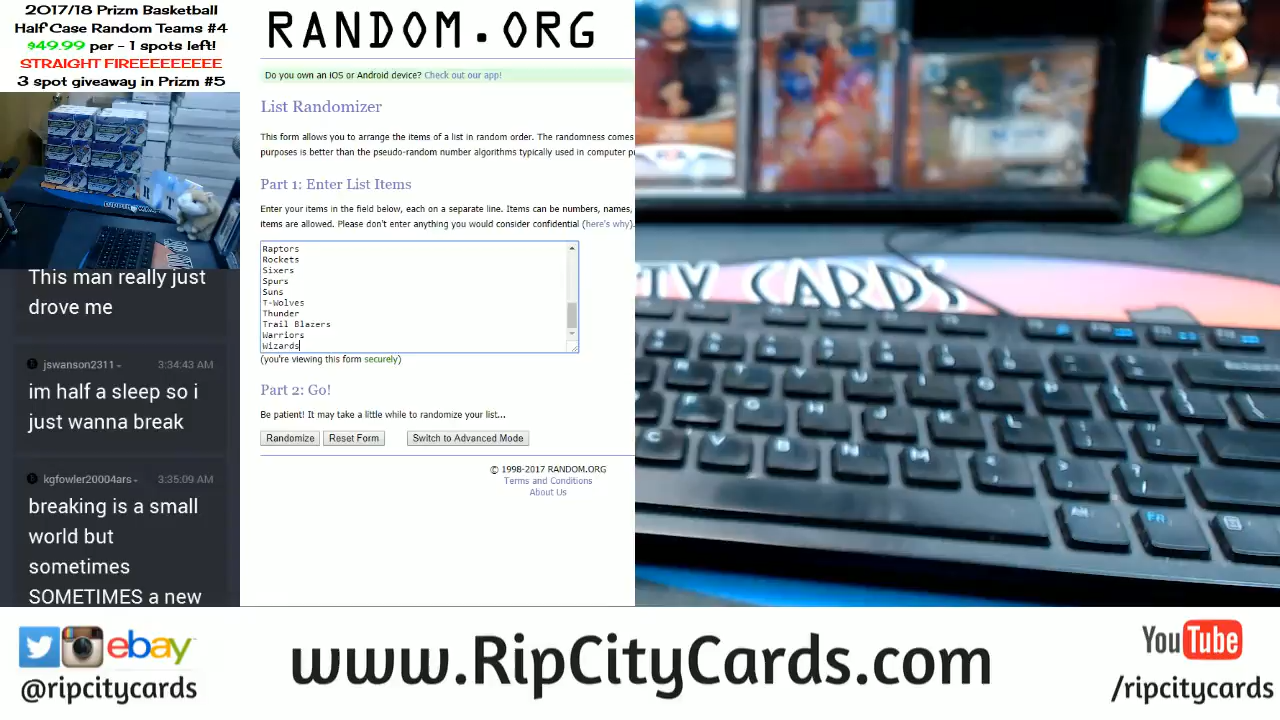 2017/18 Prizm Basketball
Half Case Random Teams #4
$49.99 per - 1 spots left!
STRAIGHT FIREEEEEEEEE
3 spot giveaway in Prizm #5
This man really just
drove me
jswanson2311
3:34:43 AM
im half a sleep so i
just wanna break
kgfowler20004ars
3:35:09 AM
breaking is a small
world but
sometimes
SOMETIMES a new
RANDOM.ORG
Do you own an iOS or Android device? Check out our app!
List Randomizer
This form allows you to arrange the items of a list in random order. The randomness comes
purposes is better than the pseudo-random number algorithms typically used in computer
Part 1: Enter List Items
Enter your items in the field below, each on a separate line. Items can be numbers, names,
items are allowed. Please don't enter anything you would consider confidential (here's why).
Raptors
Rockets
Sixers
Spurs
Suns
T-Wolves
Thunder
Trail Blazers
Warriors
Wizards
(you're viewing this form securely)
Part 2: Go!
Be patient! It may take a little while to randomize your list...
Randomize
Reset Form
Switch to Advanced Mode
© 1998-2017 RANDOM.ORG
Terms and Conditions
About Us
CITY CARDS
ebay
@ripcitycards
www.RipCityCards.com
YouTube
/ripcitycards